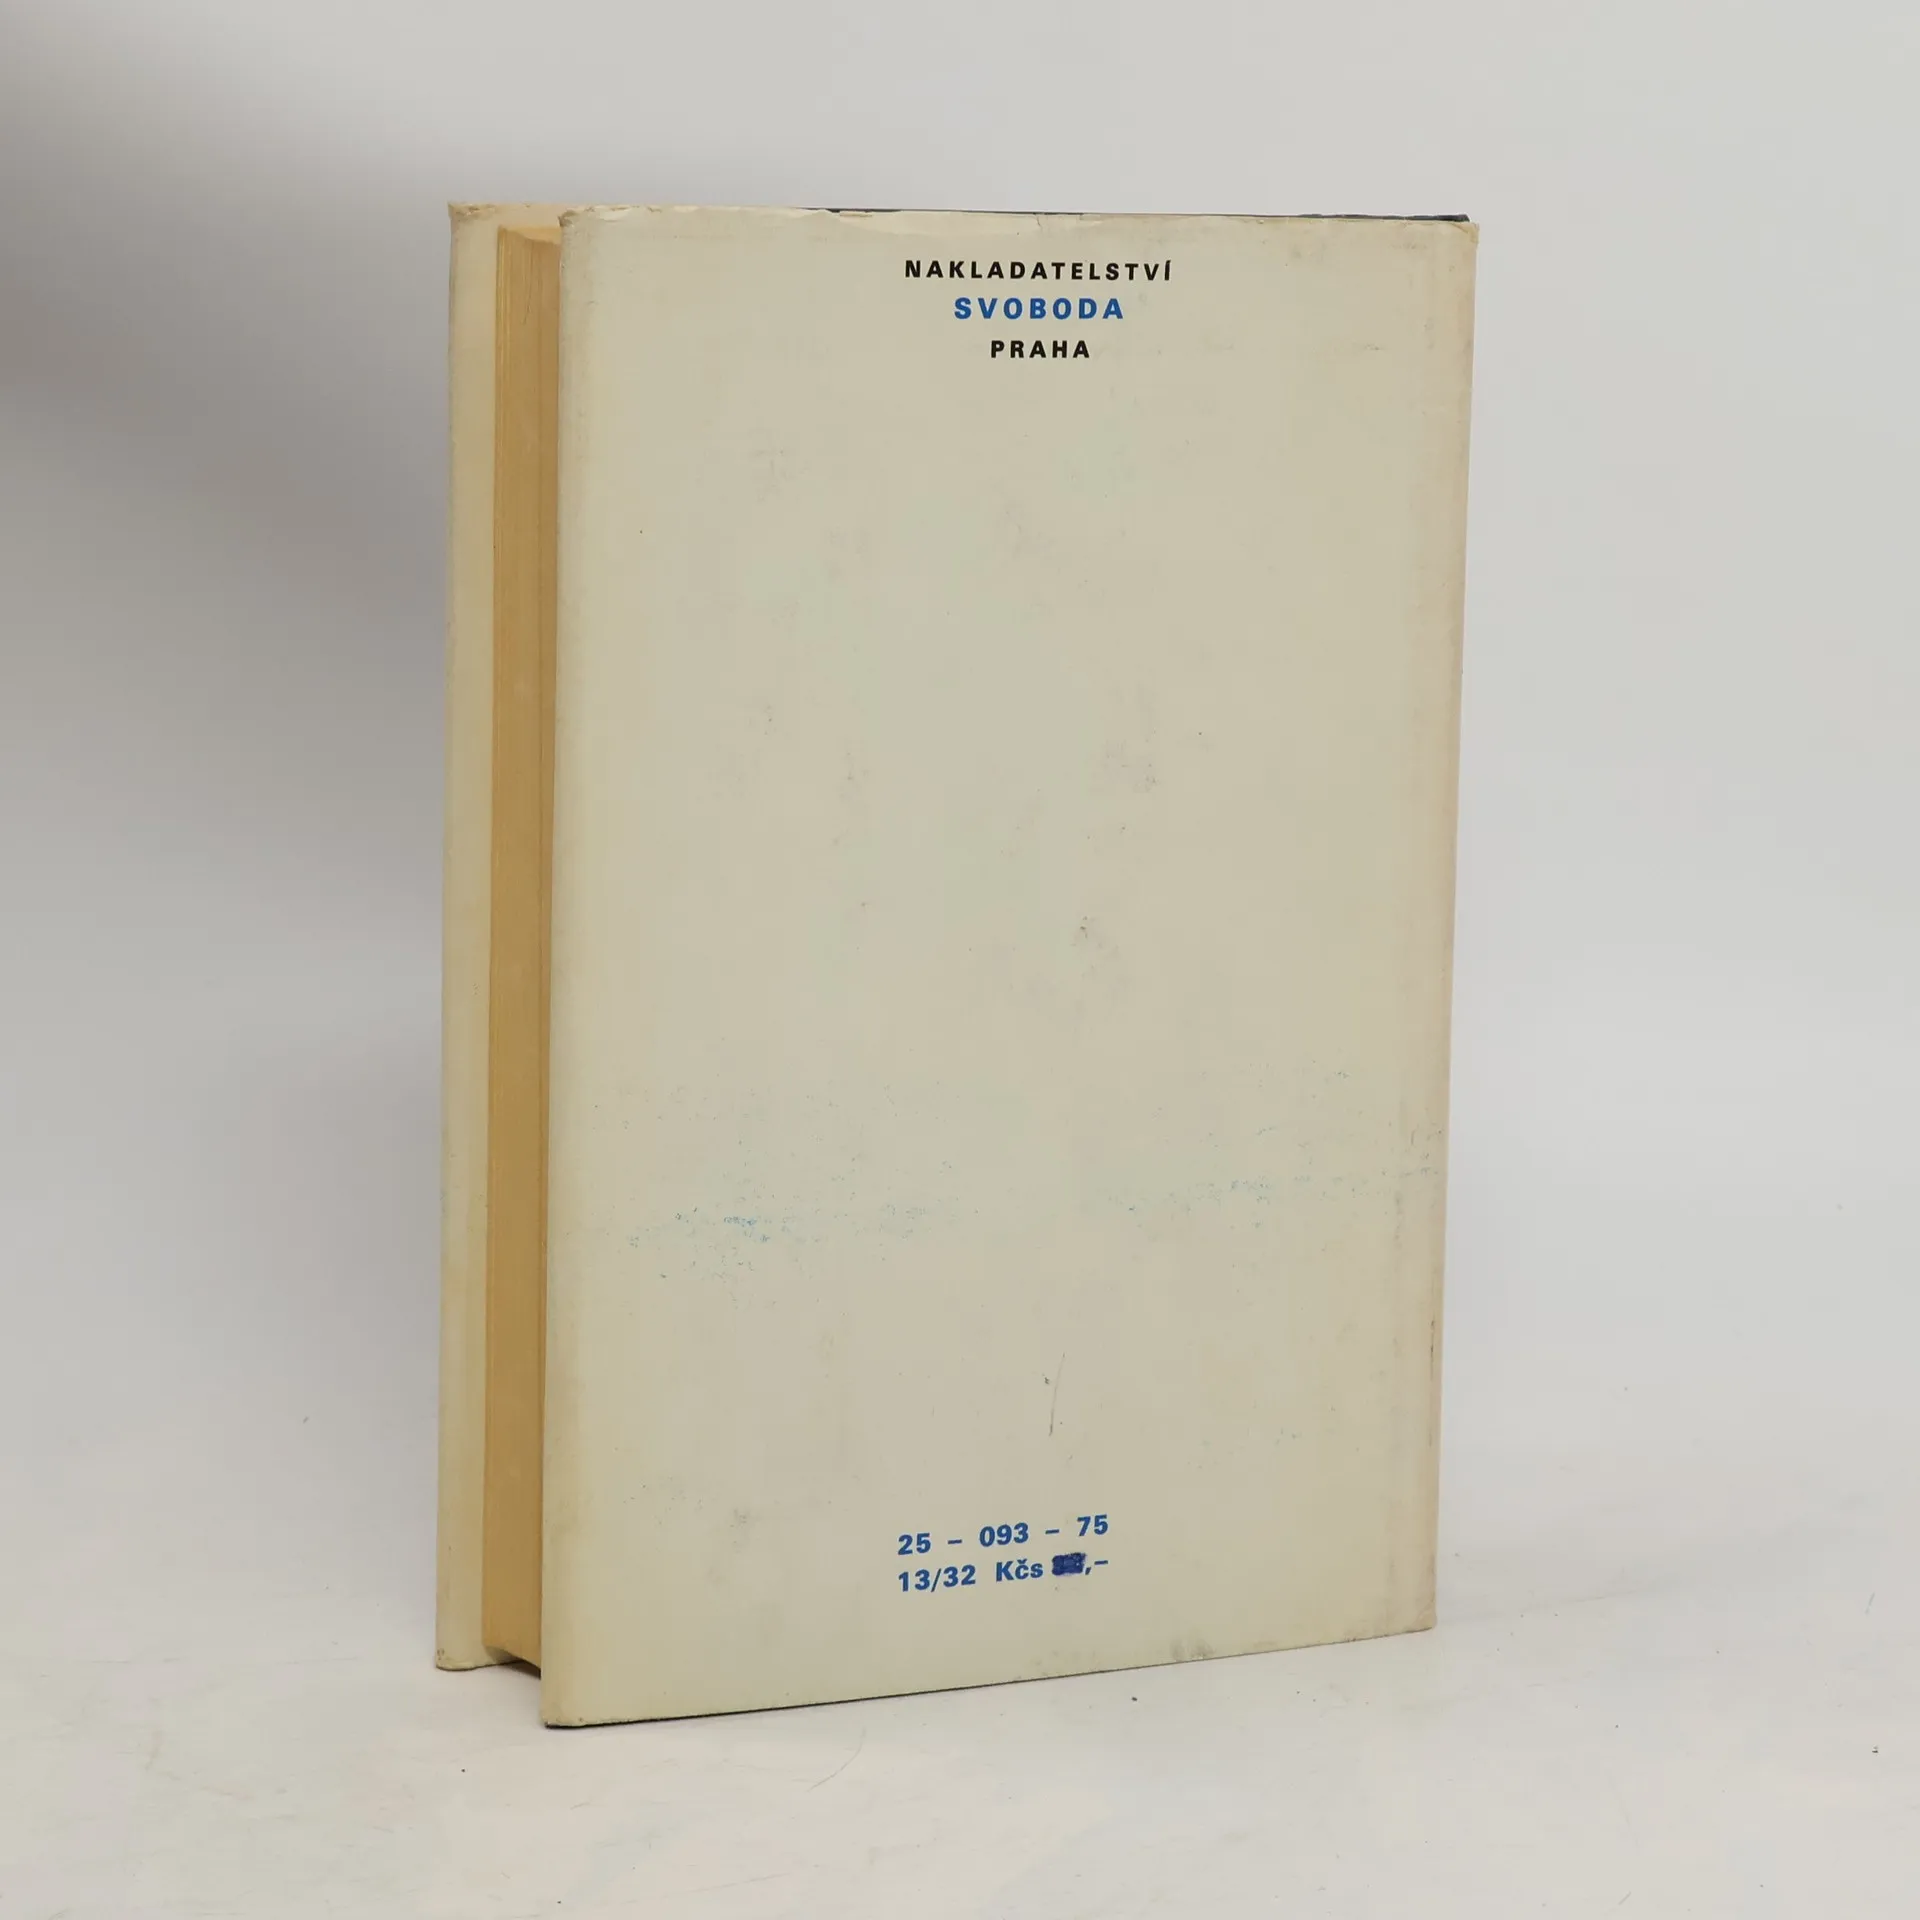 NAKLADATELSTVÍ
SVOBODA
PRAHA
25 – 093 – 75
13/32 Kčs ,–